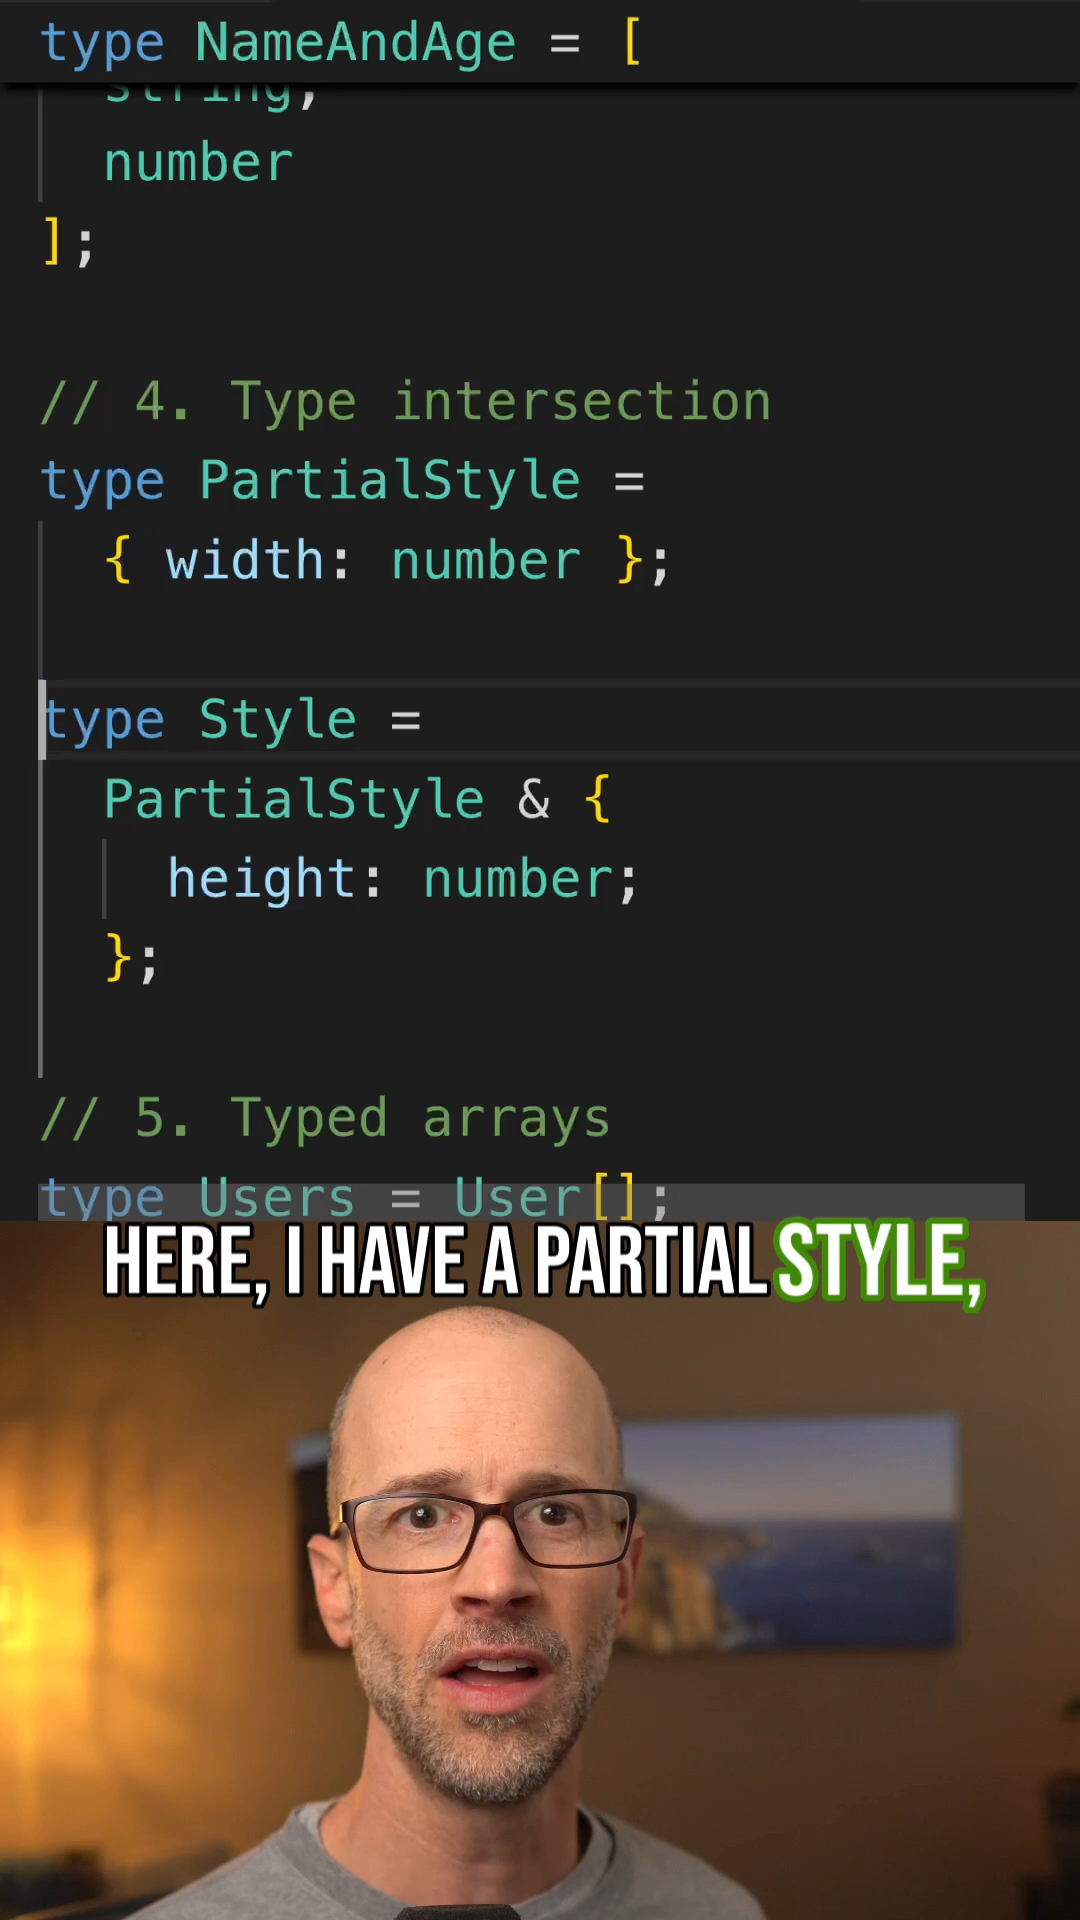 type NameAndAge = [
string,
number
];
// 4. Type intersection
type PartialStyle =
{ width: number };
type Style =
PartialStyle & {
height: number;
};
// 5. Typed arrays
type Users = User[];
HERE, I HAVE A PARTIAL STYLE,